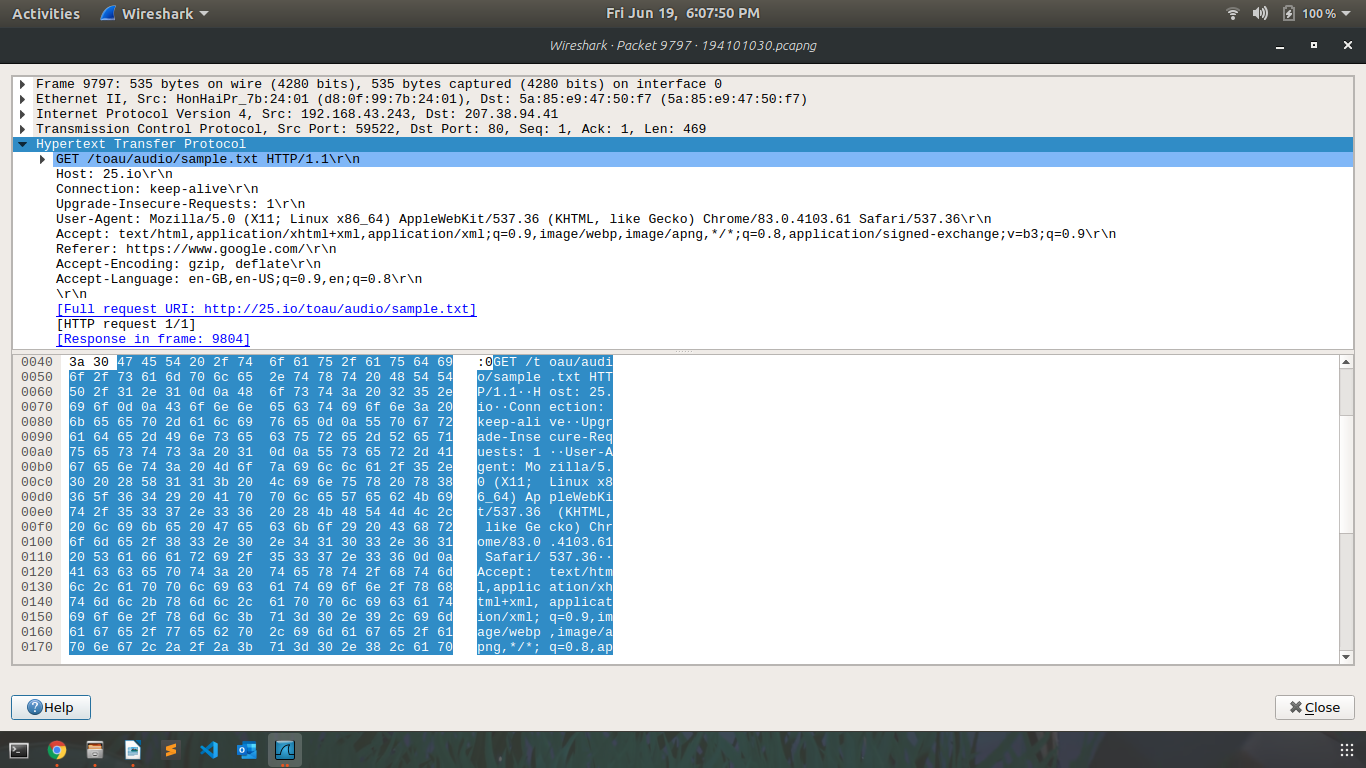 Activities Wireshark Fri Jun 19, 6:07:50 PM 100 %
Wireshark · Packet 9797 · 194101030.pcapng
Frame 9797: 535 bytes on wire (4280 bits), 535 bytes captured (4280 bits) on interface 0
Ethernet II, Src: HonHaiPr_7b:24:01 (d8:0f:99:7b:24:01), Dst: 5a:85:e9:47:50:f7 (5a:85:e9:47:50:f7)
Internet Protocol Version 4, Src: 192.168.43.243, Dst: 207.38.94.41
Transmission Control Protocol, Src Port: 59522, Dst Port: 80, Seq: 1, Ack: 1, Len: 469
Hypertext Transfer Protocol
GET /toau/audio/sample.txt HTTP/1.1\r\n
Host: 25.io\r\n
Connection: keep-alive\r\n
Upgrade-Insecure-Requests: 1\r\n
User-Agent: Mozilla/5.0 (X11; Linux x86_64) AppleWebKit/537.36 (KHTML, like Gecko) Chrome/83.0.4103.61 Safari/537.36\r\n
Accept: text/html,application/xhtml+xml,application/xml;q=0.9,image/webp,image/apng,*/*;q=0.8,application/signed-exchange;v=b3;q=0.9\r\n
Referer: https://www.google.com/\r\n
Accept-Encoding: gzip, deflate\r\n
Accept-Language: en-GB,en-US;q=0.9,en;q=0.8\r\n
\r\n
[Full request URI: http://25.io/toau/audio/sample.txt]
[HTTP request 1/1]
[Response in frame: 9804]
0040 3a 30 47 45 54 20 2f 74 6f 61 75 2f 61 75 64 69 :0GET /t oau/audi
0050 6f 2f 73 61 6d 70 6c 65 2e 74 78 74 20 48 54 54 o/sample .txt HTT
0060 50 2f 31 2e 31 0d 0a 48 6f 73 74 3a 20 32 35 2e P/1.1··H ost: 25.
0070 69 6f 0d 0a 43 6f 6e 6e 65 63 74 69 6f 6e 3a 20 io··Conn ection:
0080 6b 65 65 70 2d 61 6c 69 76 65 0d 0a 55 70 67 72 keep-ali ve··Upgr
0090 61 64 65 2d 49 6e 73 65 63 75 72 65 2d 52 65 71 ade-Inse cure-Req
00a0 75 65 73 74 73 3a 20 31 0d 0a 55 73 65 72 2d 41 uests: 1 ··User-A
00b0 67 65 6e 74 3a 20 4d 6f 7a 69 6c 6c 61 2f 35 2e gent: Mo zilla/5.
00c0 30 20 28 58 31 31 3b 20 4c 69 6e 75 78 20 78 38 0 (X11; Linux x8
00d0 36 5f 36 34 29 20 41 70 70 6c 65 57 65 62 4b 69 6_64) Ap pleWebKi
00e0 74 2f 35 33 37 2e 33 36 20 28 4b 48 54 4d 4c 2c t/537.36 (KHTML,
00f0 20 6c 69 6b 65 20 47 65 63 6b 6f 29 20 43 68 72 like Ge cko) Chr
0100 6f 6d 65 2f 38 33 2e 30 2e 34 31 30 33 2e 36 31 ome/83.0 .4103.61
0110 20 53 61 66 61 72 69 2f 35 33 37 2e 33 36 0d 0a Safari/ 537.36··
0120 41 63 63 65 70 74 3a 20 74 65 78 74 2f 68 74 6d Accept: text/htm
0130 6c 2c 61 70 70 6c 69 63 61 74 69 6f 6e 2f 78 68 l,applic ation/xh
0140 74 6d 6c 2b 78 6d 6c 2c 61 70 70 6c 69 63 61 74 tml+xml, applicat
0150 69 6f 6e 2f 78 6d 6c 3b 71 3d 30 2e 39 2c 69 6d ion/xml; q=0.9,im
0160 61 67 65 2f 77 65 62 70 2c 69 6d 61 67 65 2f 61 age/webp ,image/a
0170 70 6e 67 2c 2a 2f 2a 3b 71 3d 30 2e 38 2c 61 70 png,*/*; q=0.8,ap
Help Close